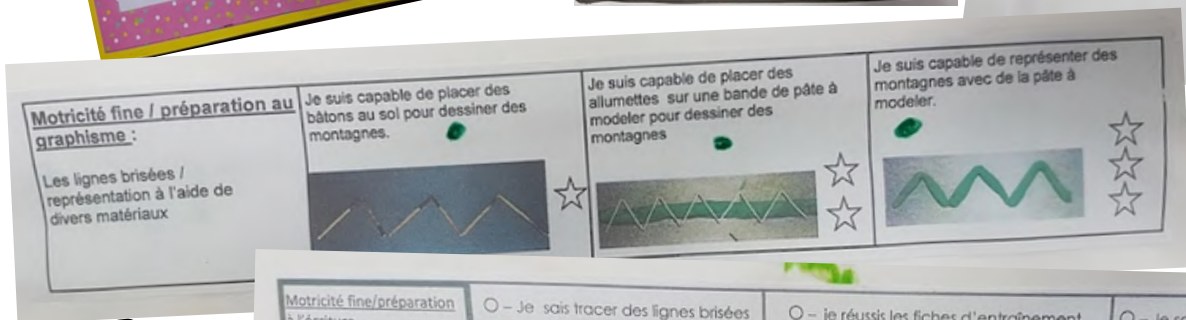 Motricité fine / préparation au
graphisme :
Les lignes brisées /
représentation à l'aide de
divers matériaux
Je suis capable de placer des
bâtons au sol pour dessiner des
montagnes.
Je suis capable de placer des
allumettes sur une bande de pâte à
modeler pour dessiner des
montagnes
Je suis capable de représenter des
montagnes avec de la pâte à
modeler.
Motricité fine/préparation
O – Je sais tracer des lignes brisées
O – je réussis les fiches d'entraînement
O – Je